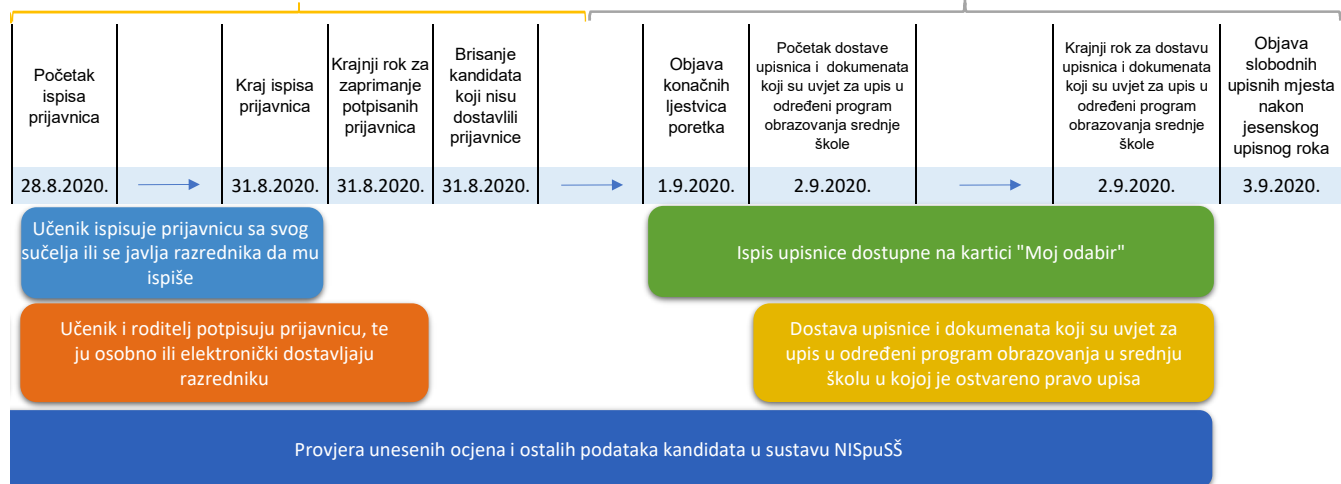 Početak
ispisa
prijavnica
Kraj ispisa
prijavnica
Krajnji rok za
zaprimanje
potpisanih
prijavnica
Brisanje
kandidata
koji nisu
dostavlili
prijavnice
Objava
konačnih
ljestvica
poretka
Početak dostave
upisnica i dokumenata
koji su uvjet za upis u
određeni program
obrazovanja srednje
škole
Krajnji rok za dostavu
upisnica i dokumenata
koji su uvjet za upis u
određeni program
obrazovanja srednje
škole
Objava
slobodnih
upisnih mjesta
nakon
jesenskog
upisnog roka
28.8.2020.
31.8.2020.
31.8.2020.
31.8.2020.
1.9.2020.
2.9.2020.
2.9.2020.
3.9.2020.
Učenik ispisuje prijavnicu sa svog
sučelja ili se javlja razrednika da mu
ispiše
Ispis upisnice dostupne na kartici "Moj odabir"
Učenik i roditelj potpisuju prijavnicu, te
ju osobno ili elektronički dostavljaju
razredniku
Dostava upisnice i dokumenata koji su uvjet za
upis u određeni program obrazovanja u srednju
školu u kojoj je ostvareno pravo upisa
Provjera unesenih ocjena i ostalih podataka kandidata u sustavu NISpuSŠ